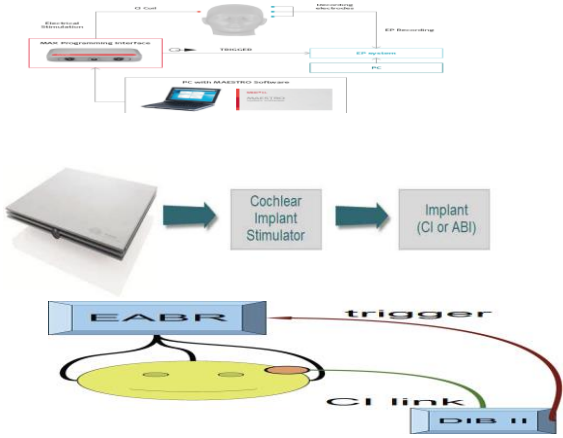 CI Coil
Recording
electrodes
Electrical
Stimulation
EP Recording
MAX Programming Interface
TRIGGER
EP system
PC
PC with MAESTRO Software
MAESTRO
Cochlear
Implant
Stimulator
Implant
(CI or ABI)
EABR
trigger
CI link
DIB II